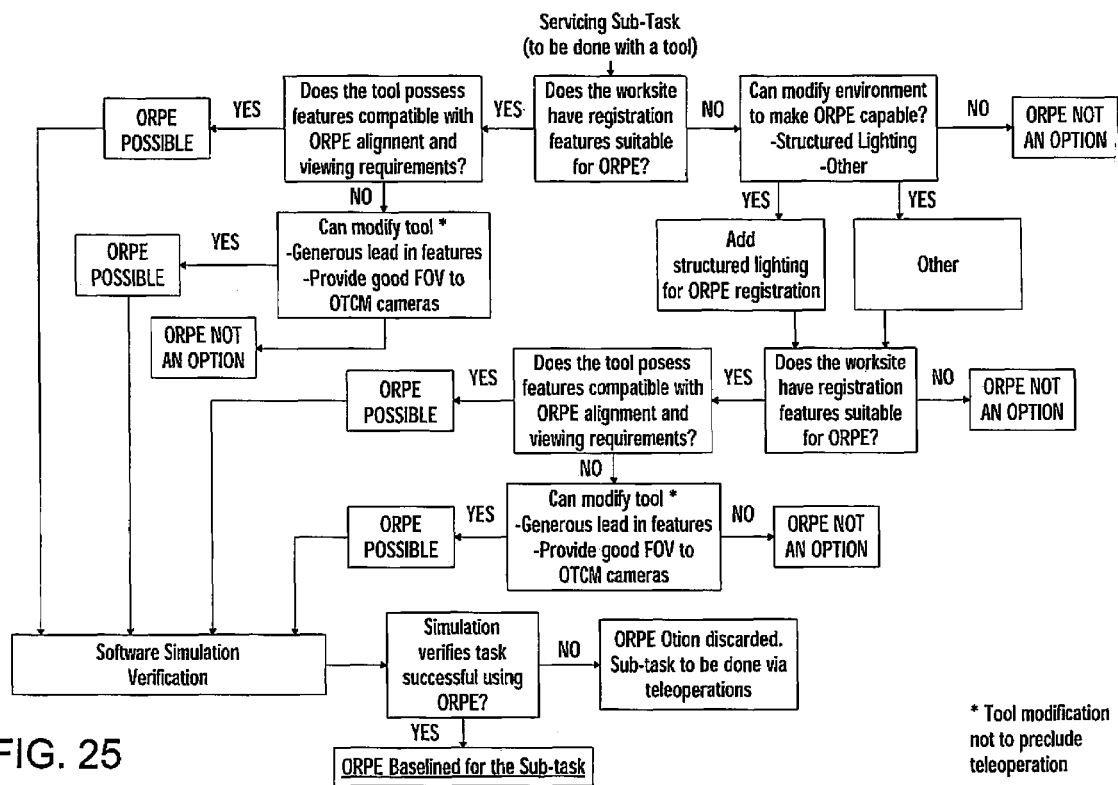 Servicing Sub-Task
(to be done with a tool)
Does the worksite
have registration
features suitable
for ORPE?
YES
NO
Does the tool possess
features compatible with
ORPE alignment and
viewing requirements?
YES
ORPE
POSSIBLE
NO
Can modify environment
to make ORPE capable?
-Structured Lighting
-Other
NO
ORPE NOT
AN OPTION
YES
YES
Can modify tool *
-Generous lead in features
-Provide good FOV to
OTCM cameras
YES
ORPE
POSSIBLE
ORPE NOT
AN OPTION
Add
structured lighting
for ORPE registration
Other
Does the worksite
have registration
features suitable
for ORPE?
NO
ORPE NOT
AN OPTION
YES
Does the tool posess
features compatible with
ORPE alignment and
viewing requirements?
YES
ORPE
POSSIBLE
NO
Can modify tool *
-Generous lead in features
-Provide good FOV to
OTCM cameras
YES
ORPE
POSSIBLE
NO
ORPE NOT
AN OPTION
Software Simulation
Verification
Simulation
verifies task
successful using
ORPE?
NO
ORPE Otion discarded.
Sub-task to be done via
teleoperations
YES
ORPE Baselined for the Sub-task
* Tool modification
not to preclude
teleoperation
FIG. 25